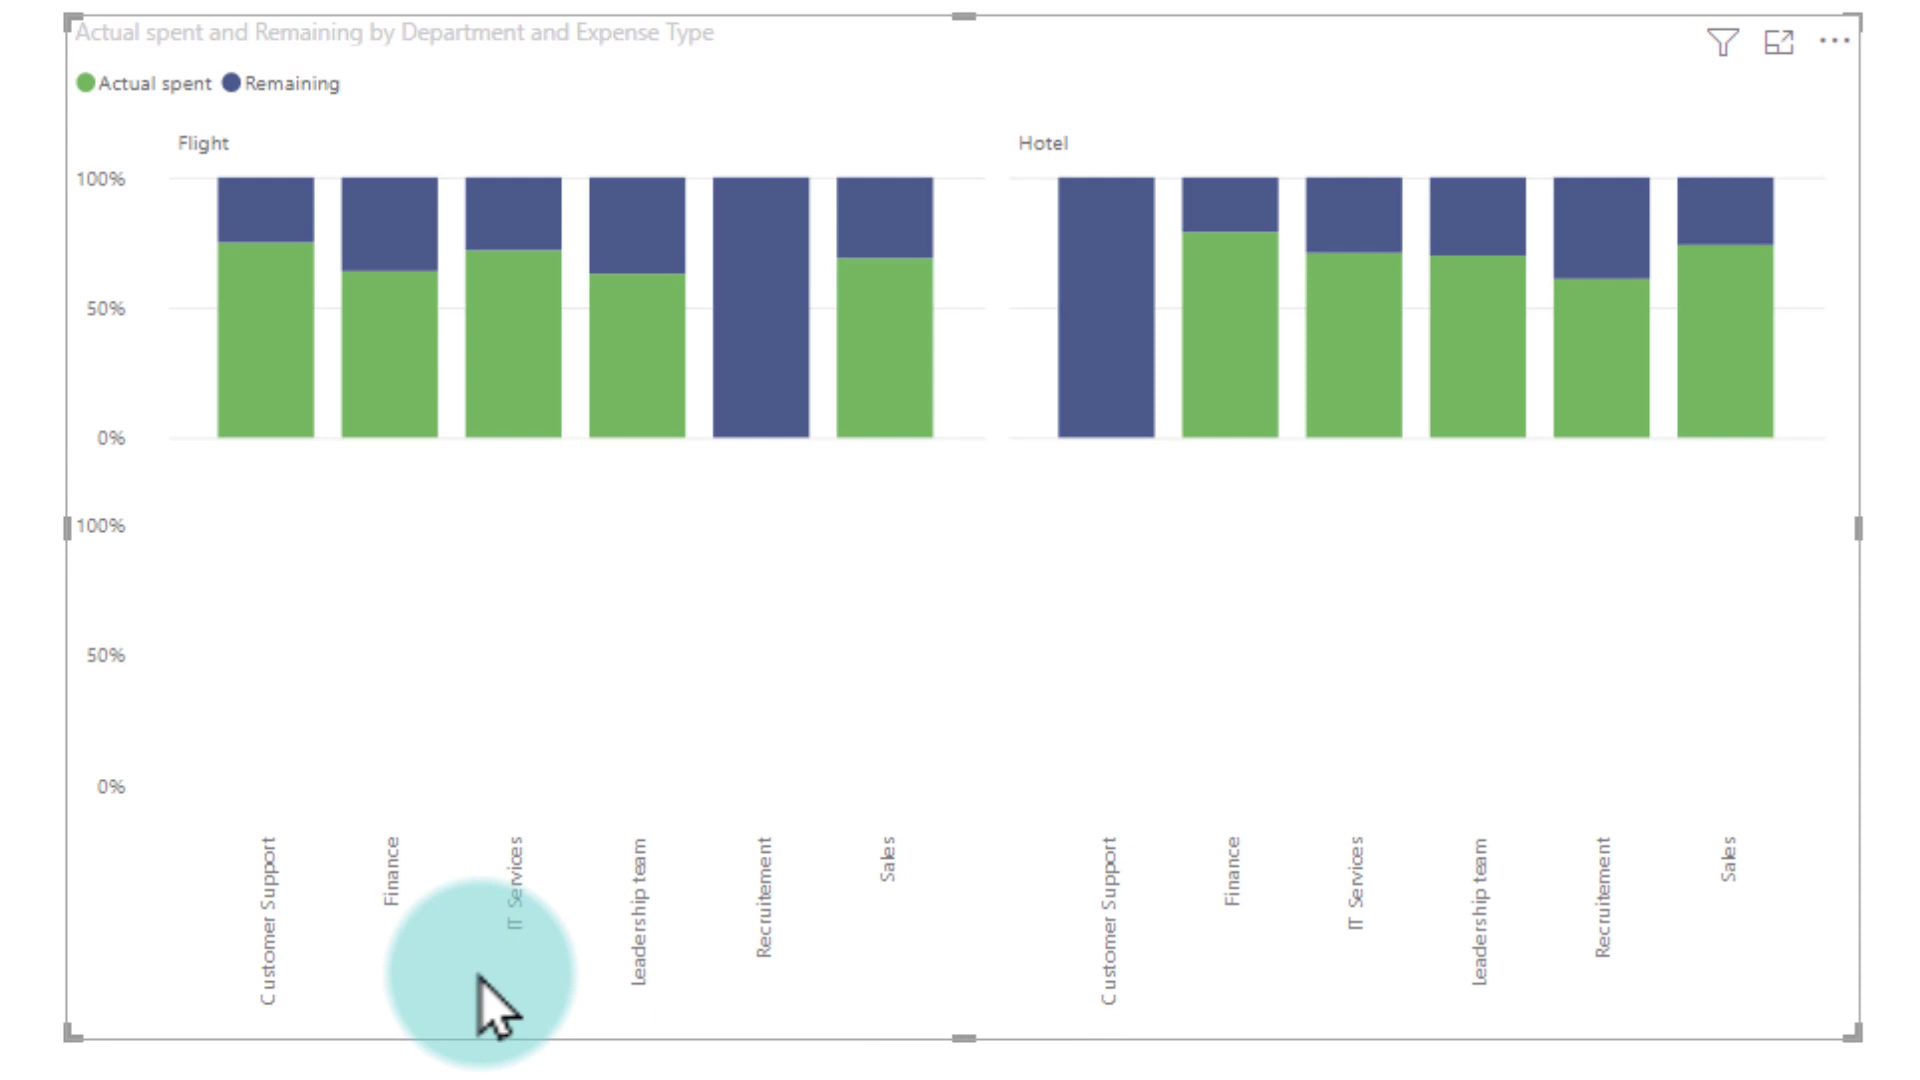 Actual spent and Remaining by Department and Expense Type
Actual spent Remaining
Flight
Hotel
100%
50%
0%
100%
50%
0%
Customer Support
Finance
IT Services
Leadership team
Recruitement
Sales
Customer Support
Finance
IT Services
Leadership team
Recruitement
Sales